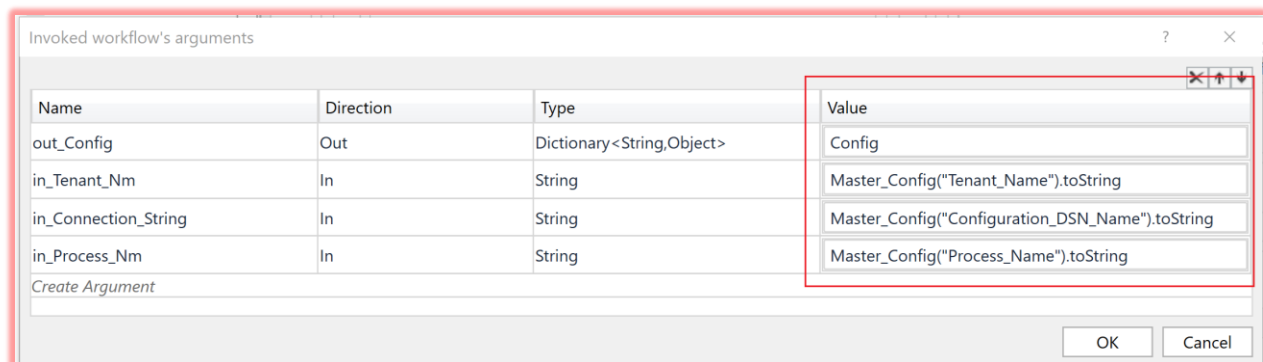 Invoked workflow's arguments ? ×
Name Direction Type Value
out_Config Out Dictionary<String,Object> Config
in_Tenant_Nm In String Master_Config("Tenant_Name").toString
in_Connection_String In String Master_Config("Configuration_DSN_Name").toString
in_Process_Nm In String Master_Config("Process_Name").toString
Create Argument
OK Cancel